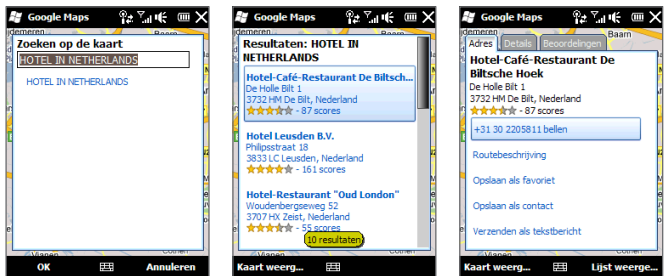 Google Maps
idemeren
Baarn
Zoeken op de kaart
HOTEL IN NETHERLANDS
HOTEL IN NETHERLANDS
Vianen
OK
Annuleren
Google Maps
Resultaten: HOTEL IN
NETHERLANDS
Hotel-Café-Restaurant De Biltsch...
De Holle Bilt 1
3732 HM De Bilt, Nederland
- 87 scores
Hotel Leusden B.V.
Philipsstraat 18
3833 LC Leusden, Nederland
- 161 scores
Hotel-Restaurant "Oud London"
Woudenbergseweg 52
3707 HX Zeist, Nederland
- 55 scores
10 resultaten
Kaart weerg...
Google Maps
Baarn
Adres
Details
Beoordelingen
Hotel-Café-Restaurant De
Biltsche Hoek
De Holle Bilt 1
3732 HM De Bilt, Nederland
- 87 scores
+31 30 2205811 bellen
Routebeschrijving
Opslaan als favoriet
Opslaan als contact
Verzenden als tekstbericht
Vianen
Kaart weerg...
Lijst weerge...